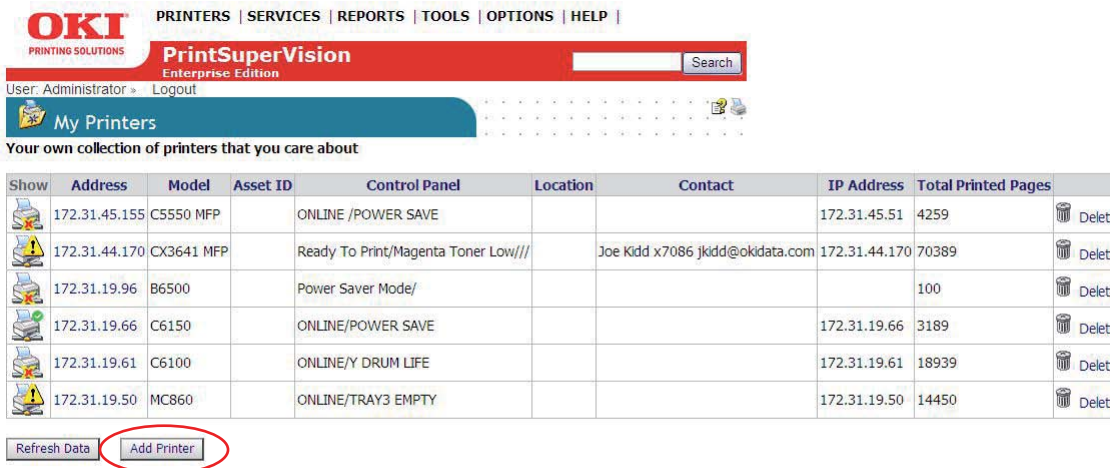 OKI
PRINTING SOLUTIONS
PRINTERS | SERVICES | REPORTS | TOOLS | OPTIONS | HELP |
PrintSuperVision
Enterprise Edition
Search
User: Administrator » Logout
My Printers
Your own collection of printers that you care about
Show Address Model Asset ID Control Panel Location Contact IP Address Total Printed Pages
172.31.45.155 C5550 MFP ONLINE /POWER SAVE 172.31.45.51 4259 Delet
172.31.44.170 CX3641 MFP Ready To Print/Magenta Toner Low/// Joe Kidd x7086 jkidd@okidata.com 172.31.44.170 70389 Delet
172.31.19.96 B6500 Power Saver Mode/ 100 Delet
172.31.19.66 C6150 ONLINE/POWER SAVE 172.31.19.66 3189 Delet
172.31.19.61 C6100 ONLINE/Y DRUM LIFE 172.31.19.61 18939 Delet
172.31.19.50 MC860 ONLINE/TRAY3 EMPTY 172.31.19.50 14450 Delet
Refresh Data Add Printer